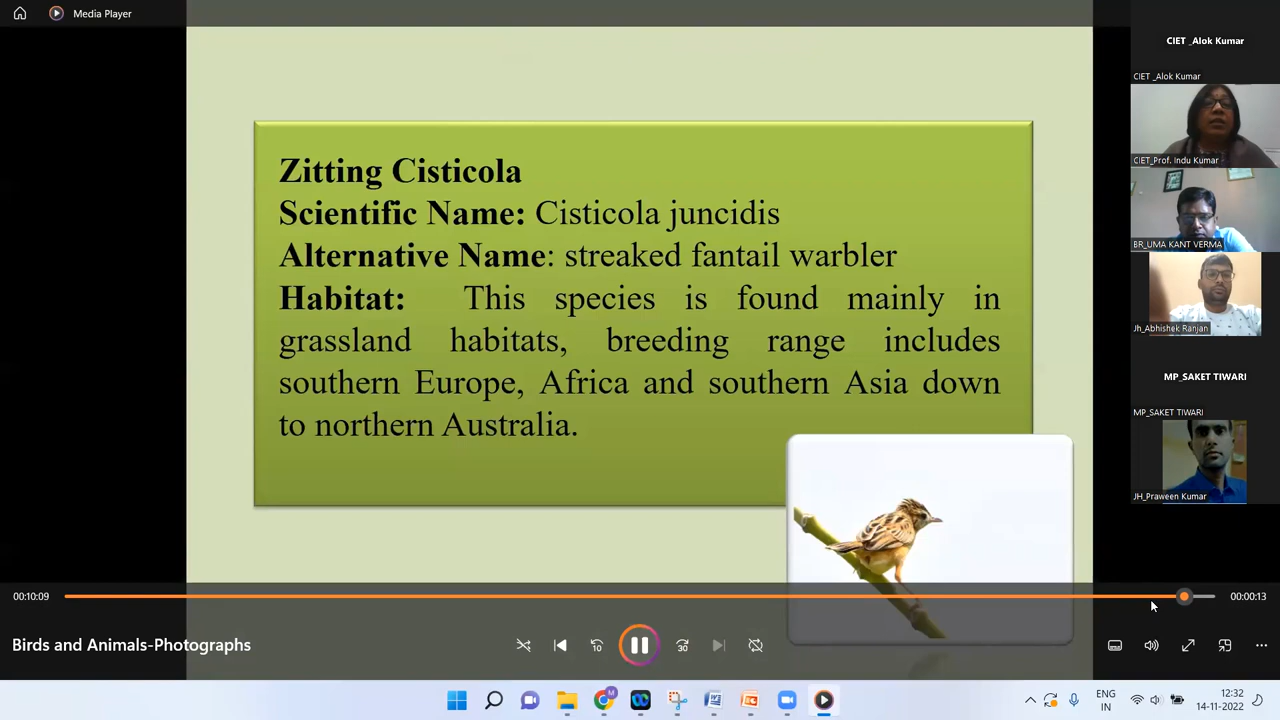 Media Player
Zitting Cisticola
Scientific Name: Cisticola juncidis
Alternative Name: streaked fantail warbler
Habitat: This species is found mainly in
grassland habitats, breeding range includes
southern Europe, Africa and southern Asia down
to northern Australia.
CIET _Alok Kumar
CIET _Alok Kumar
CIET_Prof. Indu Kumar
BR_UMA KANT VERMA
Jh_Abhishek Ranjan
MP_SAKET TIWARI
MP_SAKET TIWARI
JH_Praween Kumar
00:10:09
00:00:13
Birds and Animals-Photographs
10
30
ENG
IN
12:32
14-11-2022